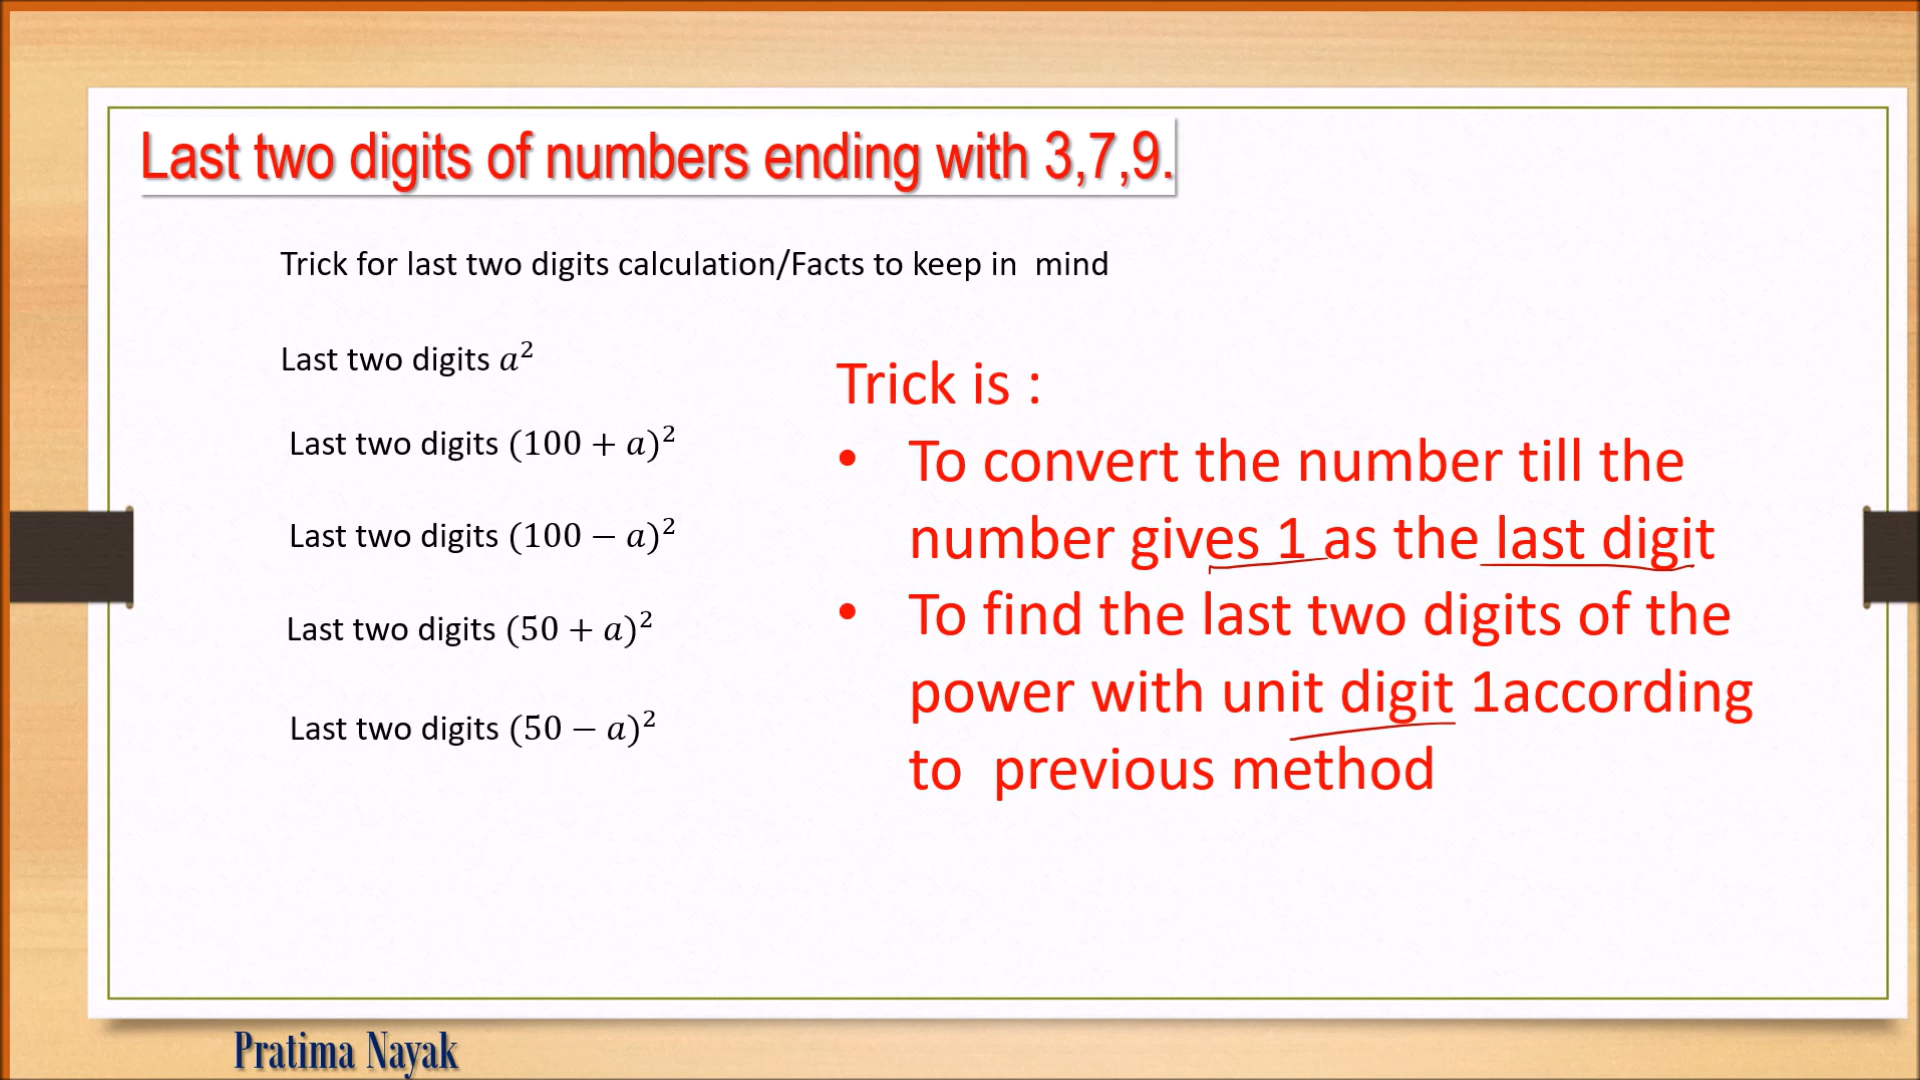 Last two digits of numbers ending with 3,7,9.
Trick for last two digits calculation/Facts to keep in  mind
Last two digits a²
Last two digits (100 + a)²
Last two digits (100 − a)²
Last two digits (50 + a)²
Last two digits (50 − a)²
Trick is :
• To convert the number till the
number gives 1 as the last digit
• To find the last two digits of the
power with unit digit 1according
to  previous method
Pratima Nayak